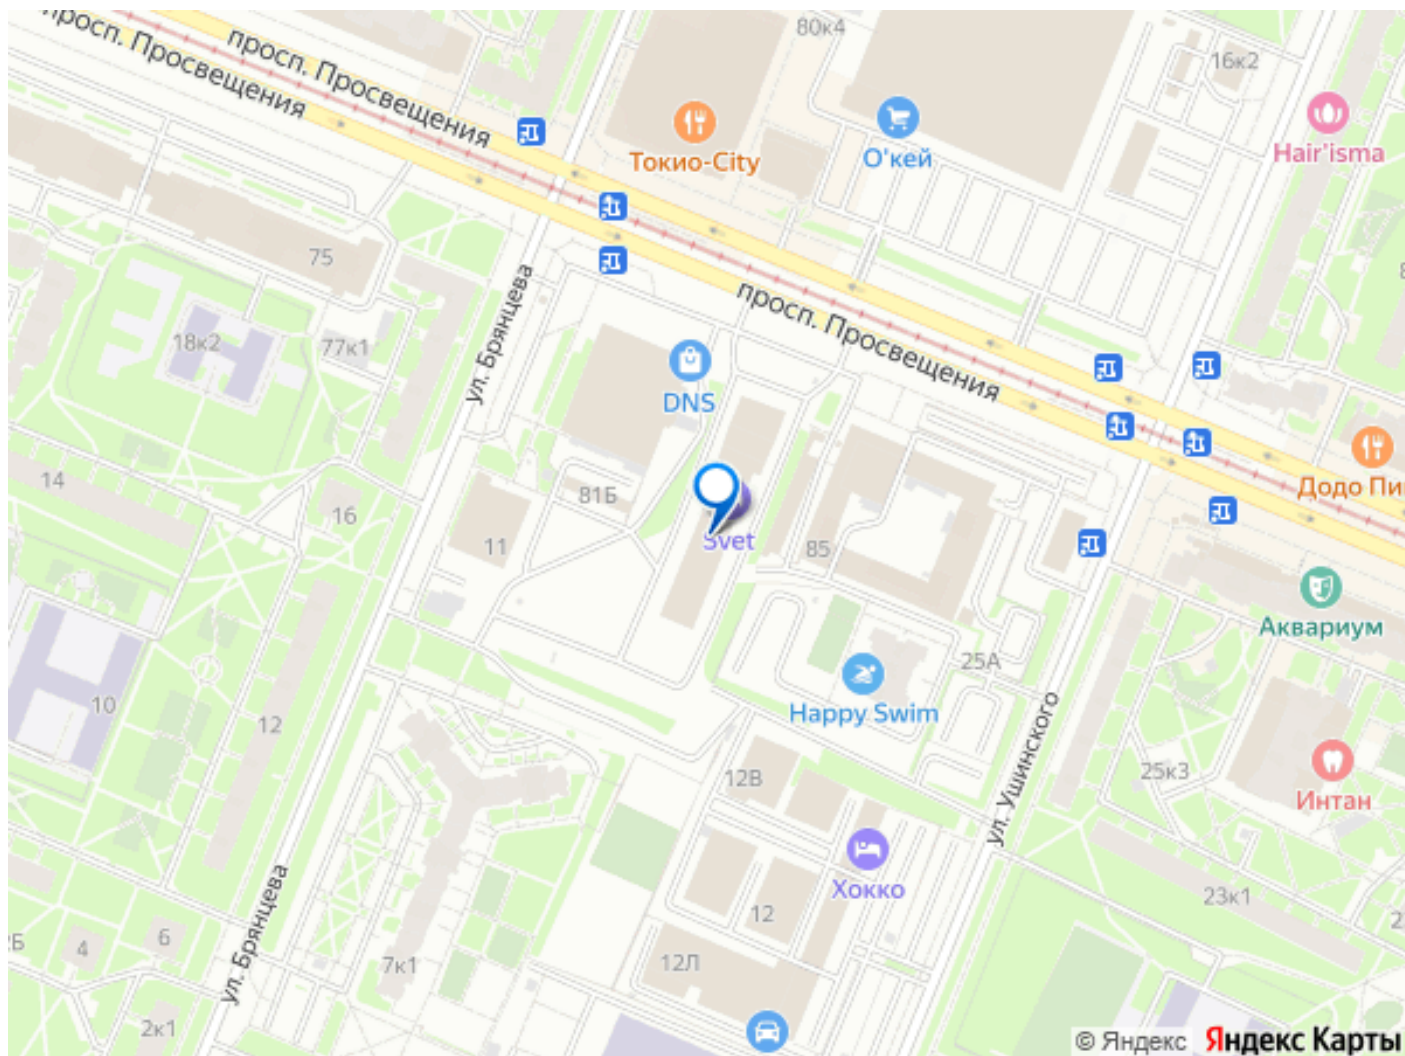 80к4
16к2
просп. Просвещения
просп. Просвещения
Токио-City
О'кей
Hair'isma
75
ул. Брянцева
просп. Просвещения
18к2
77к1
DNS
Додо Пи
14
81Б
16
11
Svet
85
Аквариум
25А
10
12
Happy Swim
ул. Ушинского
12В
25к3
Интан
Хокко
ул. Брянцева
12
23к1
4
6
7к1
12Л
2к1
© Яндекс Яндекс Карты